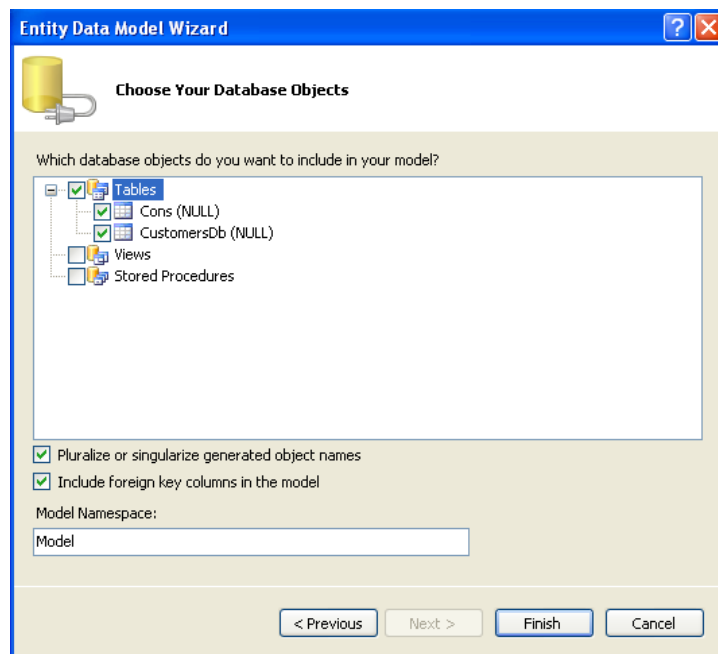 Entity Data Model Wizard
?
Choose Your Database Objects
Which database objects do you want to include in your model?
Tables
Cons (NULL)
CustomersDb (NULL)
Views
Stored Procedures
Pluralize or singularize generated object names
Include foreign key columns in the model
Model Namespace:
Model
< Previous Next > Finish Cancel